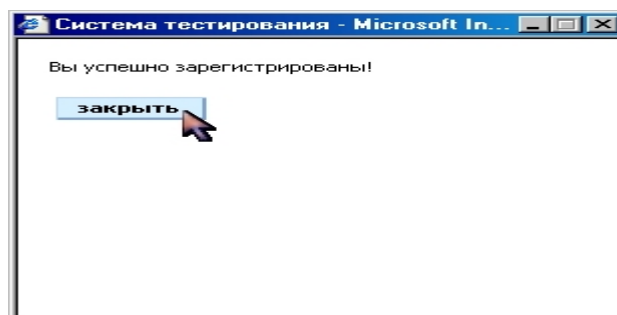 Система тестирования - Microsoft In...
Вы успешно зарегистрированы!
закрыть